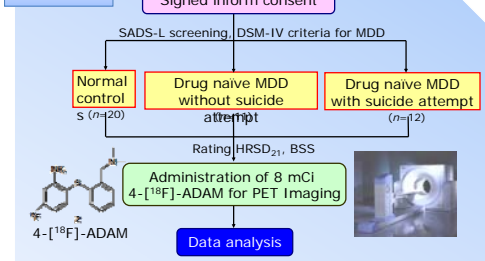 Signed inform consent
SADS-L screening, DSM-IV criteria for MDD
Normal
control
s (n=20)
Drug naïve MDD
without suicide
attempt
Drug naïve MDD
with suicide attempt
(n=12)
Rating HRSD21, BSS
Administration of 8 mCi
4-[18F]-ADAM for PET Imaging
4-[18F]-ADAM
Data analysis